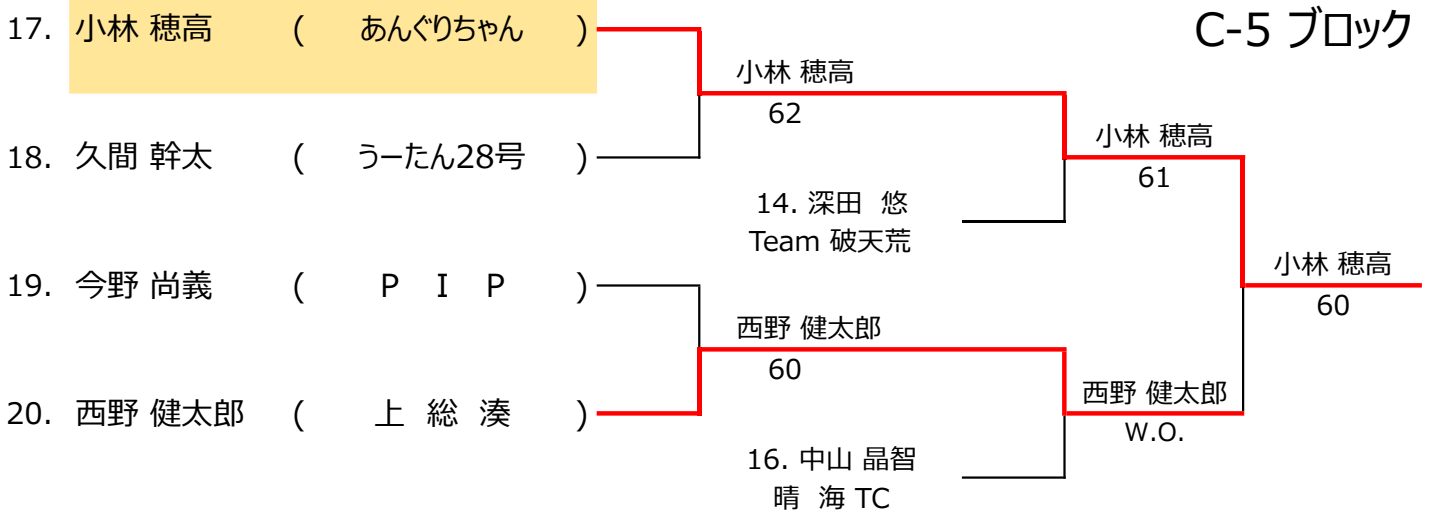 C-5 ブロック
17. 小林 穂高 ( あんぐりちゃん )
小林 穂高
62
小林 穂高
61
18. 久間 幹太 ( うーたん28号 )
14. 深田 悠
Team 破天荒
小林 穂高
60
19. 今野 尚義 ( P I P )
西野 健太郎
60
西野 健太郎
W.O.
20. 西野 健太郎 ( 上 総 湊 )
16. 中山 晶智
晴 海 TC